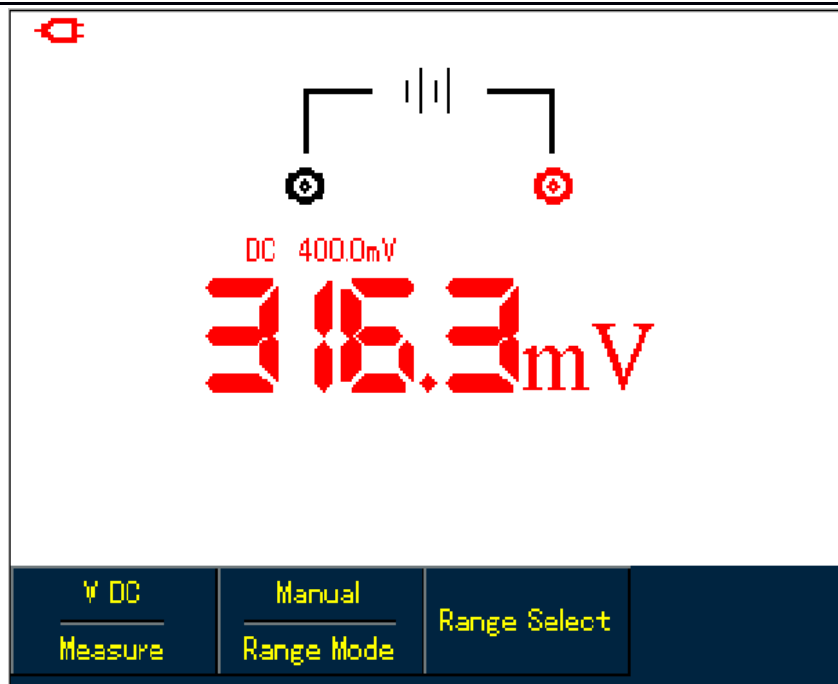 DC 400.0mV
316.3mV
V DC
Measure
Manual
Range Mode
Range Select